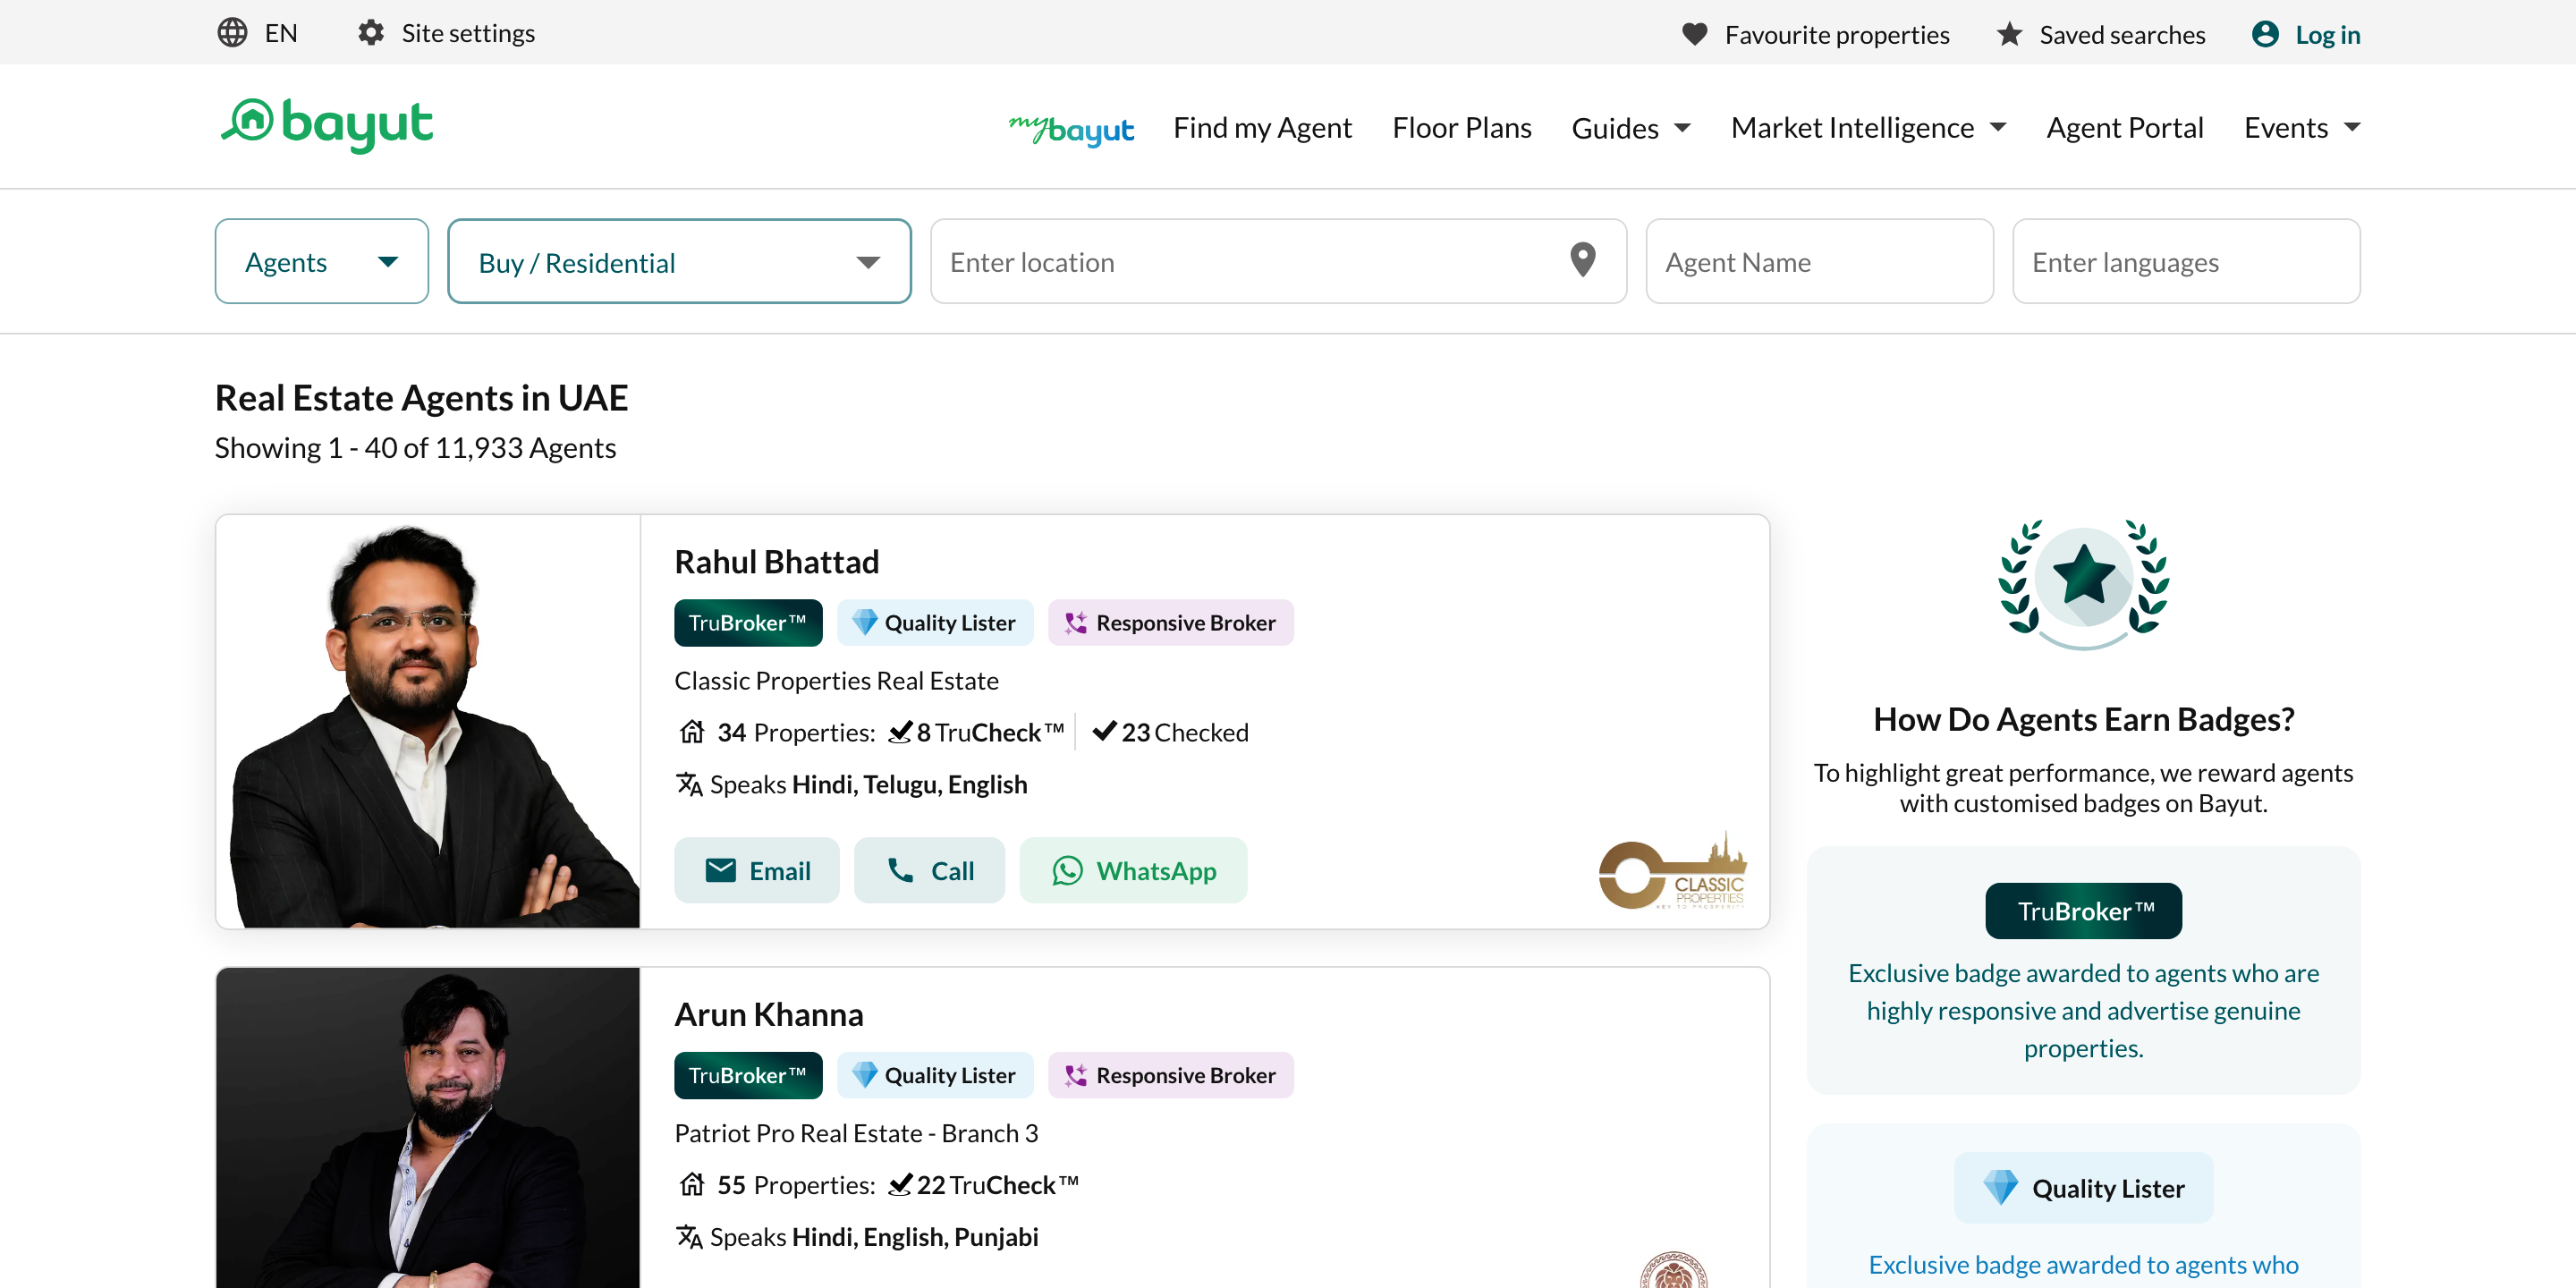 EN
Site settings
Favourite properties
Saved searches
Log in
bayut
mybayut
Find my Agent
Floor Plans
Guides
Market Intelligence
Agent Portal
Events
Agents
Buy / Residential
Enter location
Agent Name
Enter languages
Real Estate Agents in UAE
Showing 1 - 40 of 11,933 Agents
Rahul Bhattad
TruBroker™
Quality Lister
Responsive Broker
Classic Properties Real Estate
34 Properties: 8 TruCheck™ 23 Checked
Speaks Hindi, Telugu, English
Email
Call
WhatsApp
CLASSIC
PROPERTIES
KEY TO PROSPERITY
Arun Khanna
TruBroker™
Quality Lister
Responsive Broker
Patriot Pro Real Estate - Branch 3
55 Properties: 22 TruCheck™
Speaks Hindi, English, Punjabi
How Do Agents Earn Badges?
To highlight great performance, we reward agents
with customised badges on Bayut.
TruBroker™
Exclusive badge awarded to agents who are
highly responsive and advertise genuine
properties.
Quality Lister
Exclusive badge awarded to agents who